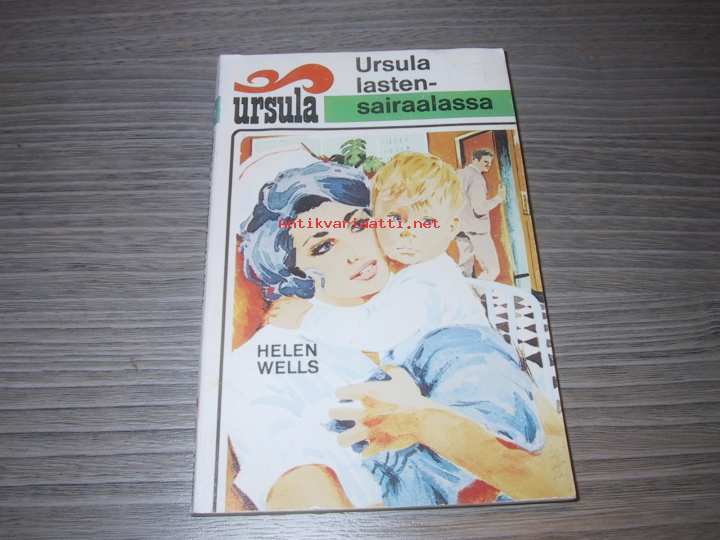 Ursula
lasten-
sairaalassa
ursula
Antikvariaatti.net
HELEN
WELLS